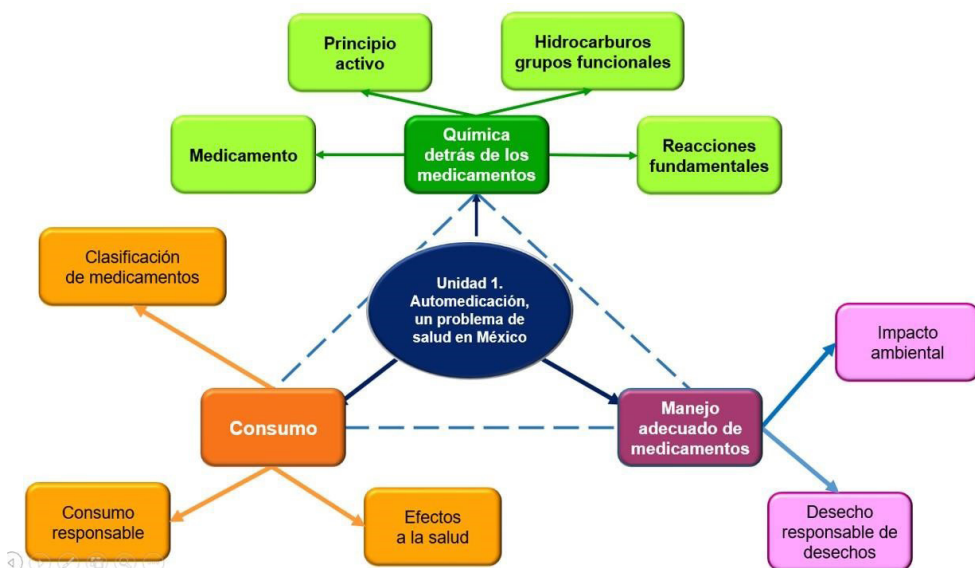 Principio
activo
Hidrocarburos
grupos funcionales
Medicamento
Química
detrás de los
medicamentos
Reacciones
fundamentales
Clasificación
de medicamentos
Unidad 1.
Automedicación,
un problema de
salud en México
Impacto
ambiental
Consumo
Manejo
adecuado de
medicamentos
Consumo
responsable
Efectos
a la salud
Desecho
responsable de
desechos